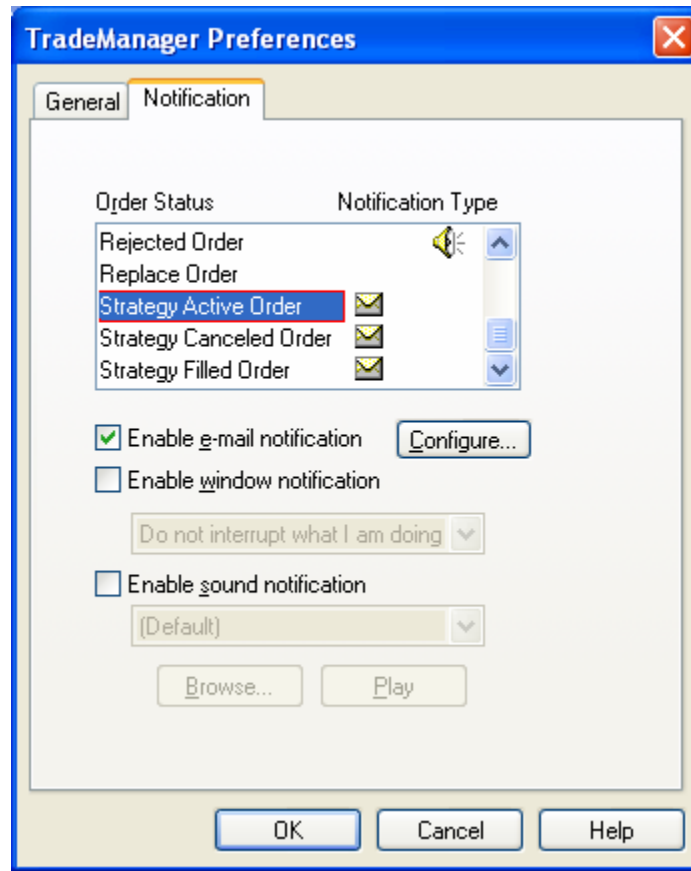 TradeManager Preferences
General Notification
Order Status Notification Type
Rejected Order
Replace Order
Strategy Active Order
Strategy Canceled Order
Strategy Filled Order
Enable e-mail notification Configure...
Enable window notification
Do not interrupt what I am doing
Enable sound notification
(Default)
Browse... Play
OK Cancel Help